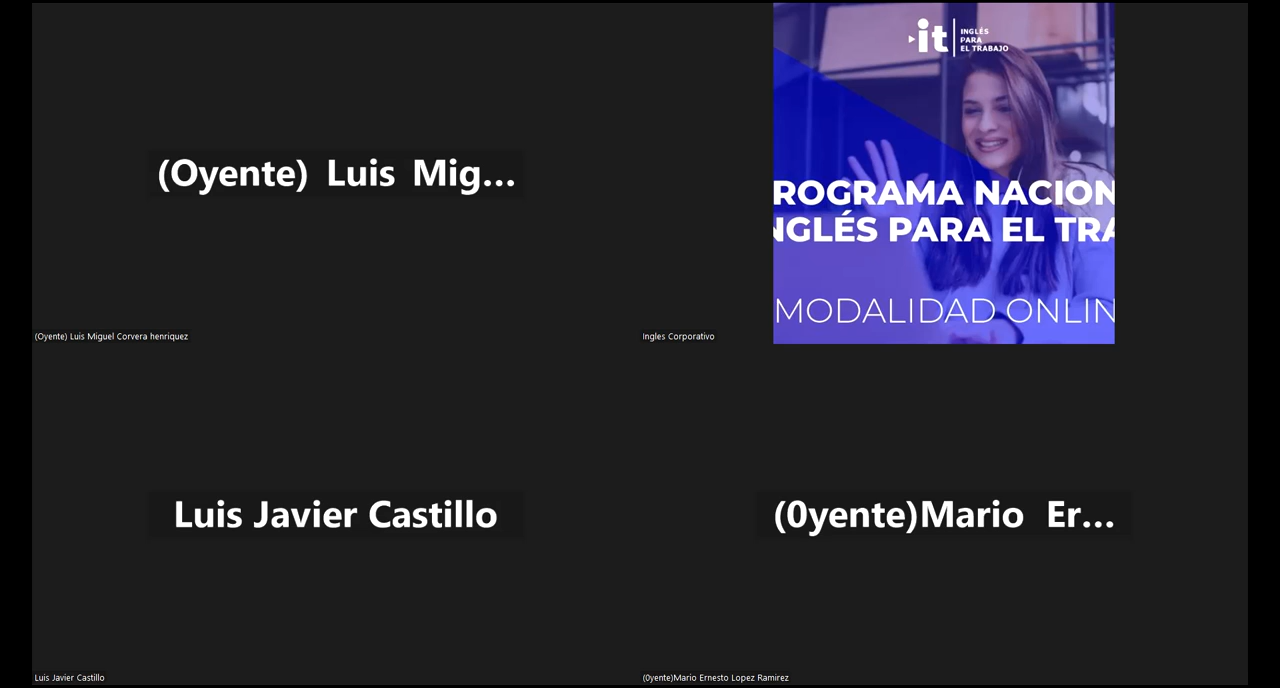 (Oyente) Luis Mig...
(Oyente) Luis Miguel Corvera henriquez
it
INGLÉS
PARA
EL TRABAJO
ROGRAMA NACION
NGLÉS PARA EL TRA
MODALIDAD ONLIN
Ingles Corporativo
Luis Javier Castillo
Luis Javier Castillo
(0yente)Mario Er...
(0yente)Mario Ernesto Lopez Ramirez